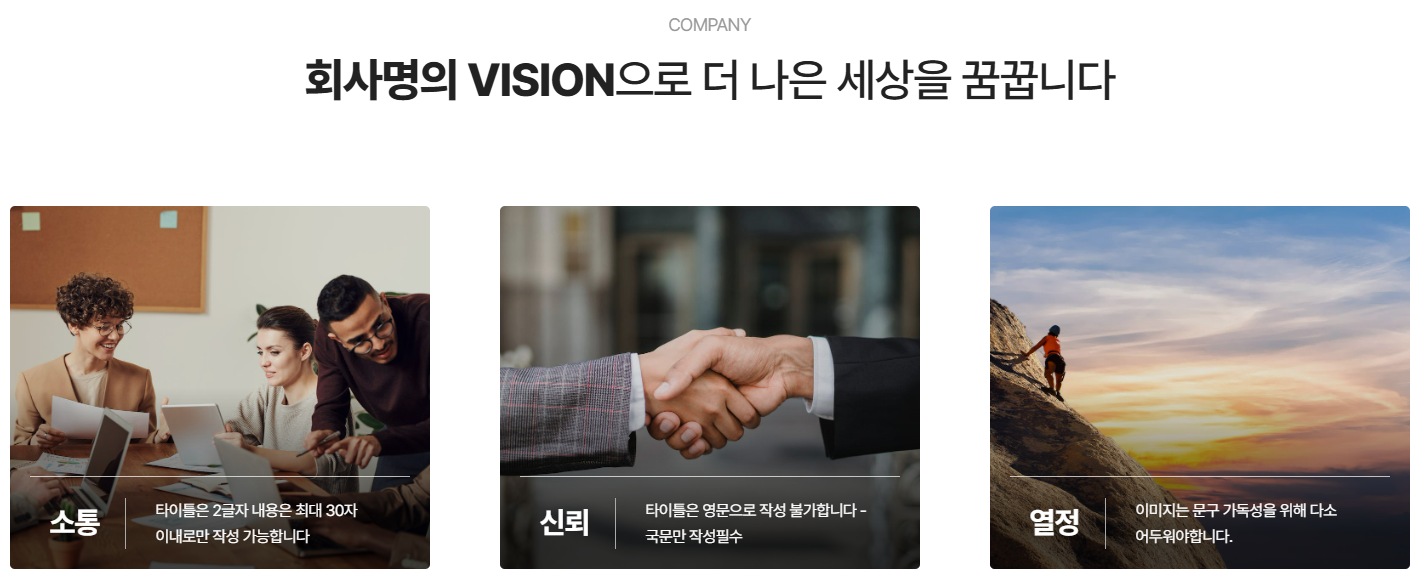 COMPANY
회사명의 VISION으로 더 나은 세상을 꿈꿉니다
소통
타이틀은 2글자 내용은 최대 30자
이내로만 작성 가능합니다
신뢰
타이틀은 영문으로 작성 불가합니다 -
국문만 작성필수
열정
이미지는 문구 가독성을 위해 다소
어두워야합니다.